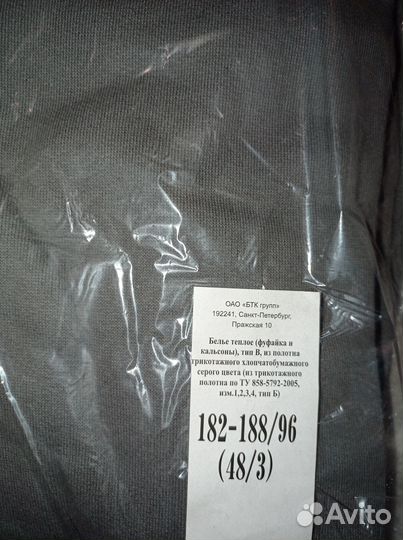 ОАО «БТК групп»
192241, Санкт-Петербург,
Пражская 10
Белье теплое (фуфайка и
кальсоны), тип В, из полотна
трикотажного хлопчатобумажного
серого цвета (из трикотажного
полотна по ТУ 858-5792-2005,
изм.1,2,3,4, тип Б)
182-188/96
(48/3)
Avito